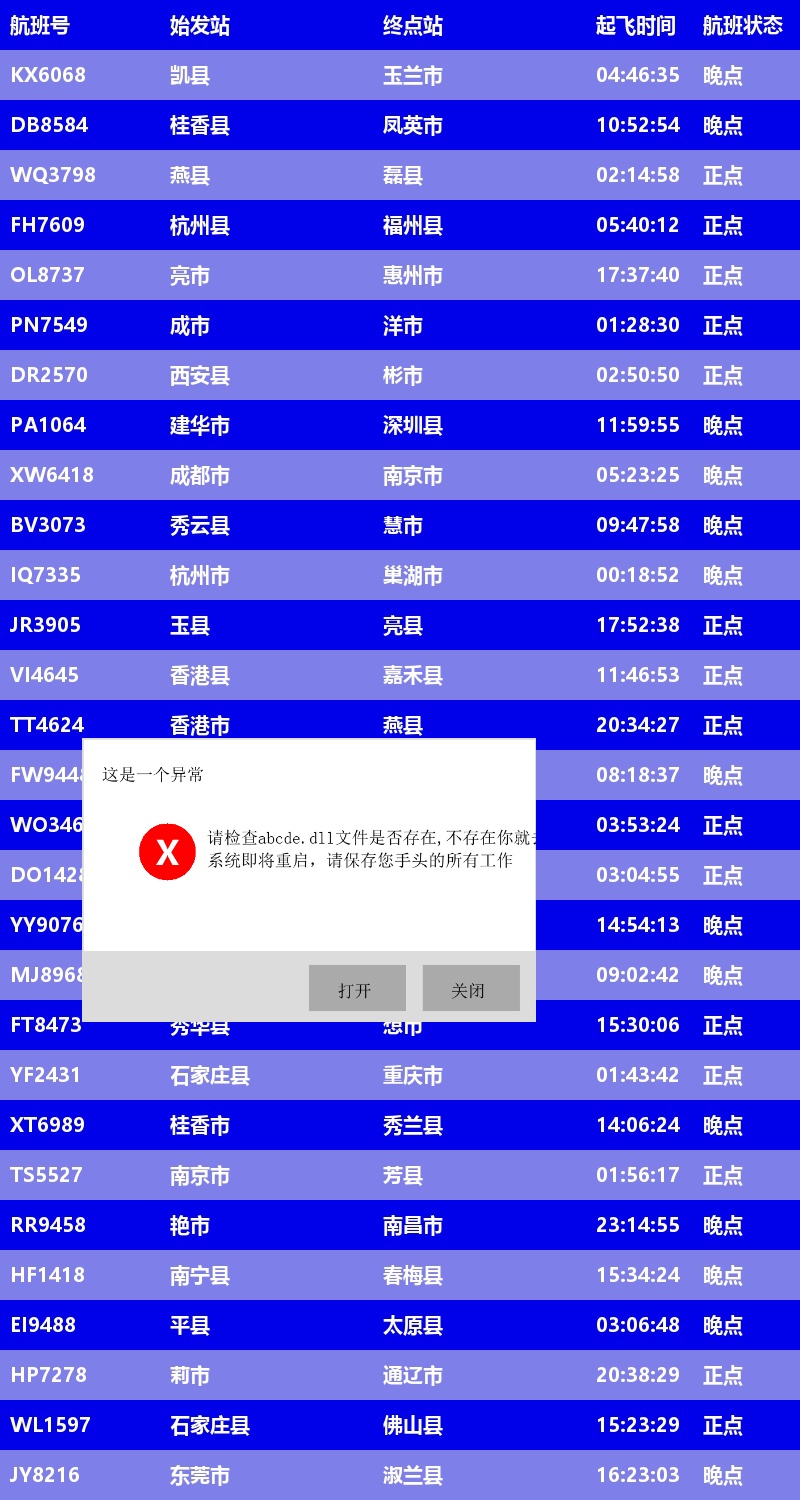 航班号 始发站 终点站 起飞时间 航班状态
KX6068 凯县 玉兰市 04:46:35 晚点
DB8584 桂香县 凤英市 10:52:54 晚点
WQ3798 燕县 磊县 02:14:58 正点
FH7609 杭州县 福州县 05:40:12 正点
OL8737 亮市 惠州市 17:37:40 正点
PN7549 成市 洋市 01:28:30 正点
DR2570 西安县 彬市 02:50:50 正点
PA1064 建华市 深圳县 11:59:55 晚点
XW6418 成都市 南京市 05:23:25 晚点
BV3073 秀云县 慧市 09:47:58 晚点
IQ7335 杭州市 巢湖市 00:18:52 晚点
JR3905 玉县 亮县 17:52:38 正点
VI4645 香港县 嘉禾县 11:46:53 正点
TT4624 香港市 燕县 20:34:27 正点
FW9448 08:18:37 晚点
这是一个异常
WO346 03:53:24 正点
请检查abcde.dll文件是否存在,不存在你就
X
系统即将重启，请保存您手头的所有工作
DO1428 03:04:55 正点
YY9076 14:54:13 晚点
MJ8968 09:02:42 晚点
打开 关闭
FT8473 秀华县 想市 15:30:06 正点
YF2431 石家庄县 重庆市 01:43:42 正点
XT6989 桂香市 秀兰县 14:06:24 晚点
TS5527 南京市 芳县 01:56:17 正点
RR9458 艳市 南昌市 23:14:55 晚点
HF1418 南宁县 春梅县 15:34:24 晚点
EI9488 平县 太原县 03:06:48 晚点
HP7278 莉市 通辽市 20:38:29 正点
WL1597 石家庄县 佛山县 15:23:29 正点
JY8216 东莞市 淑兰县 16:23:03 晚点